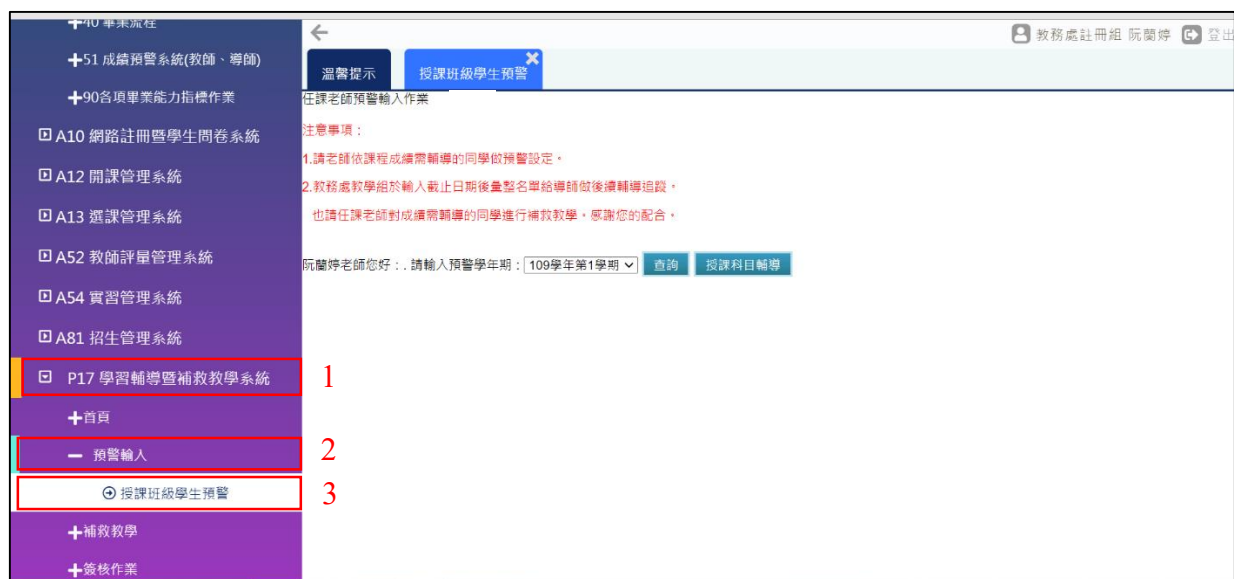 40 畢業流程
51 成績預警系統(教師、導師)
90各項畢業能力指標作業
A10 網路註冊暨學生問卷系統
A12 開課管理系統
A13 選課管理系統
A52 教師評量管理系統
A54 實習管理系統
A81 招生管理系統
P17 學習輔導暨補救教學系統
1
首頁
預警輸入
2
授課班級學生預警
3
補救教學
簽核作業
教務處註冊組 阮蘭婷 登出
溫馨提示 授課班級學生預警
任課老師預警輸入作業
注意事項：
1.請老師依課程成績需輔導的同學做預警設定。
2.教務處教學組於輸入截止日期後彙整名單給導師做後續輔導追蹤。
也請任課老師對成績需輔導的同學進行補救教學。感謝您的配合。
阮蘭婷老師您好：. 請輸入預警學年期： 109學年第1學期 查詢 授課科目輔導